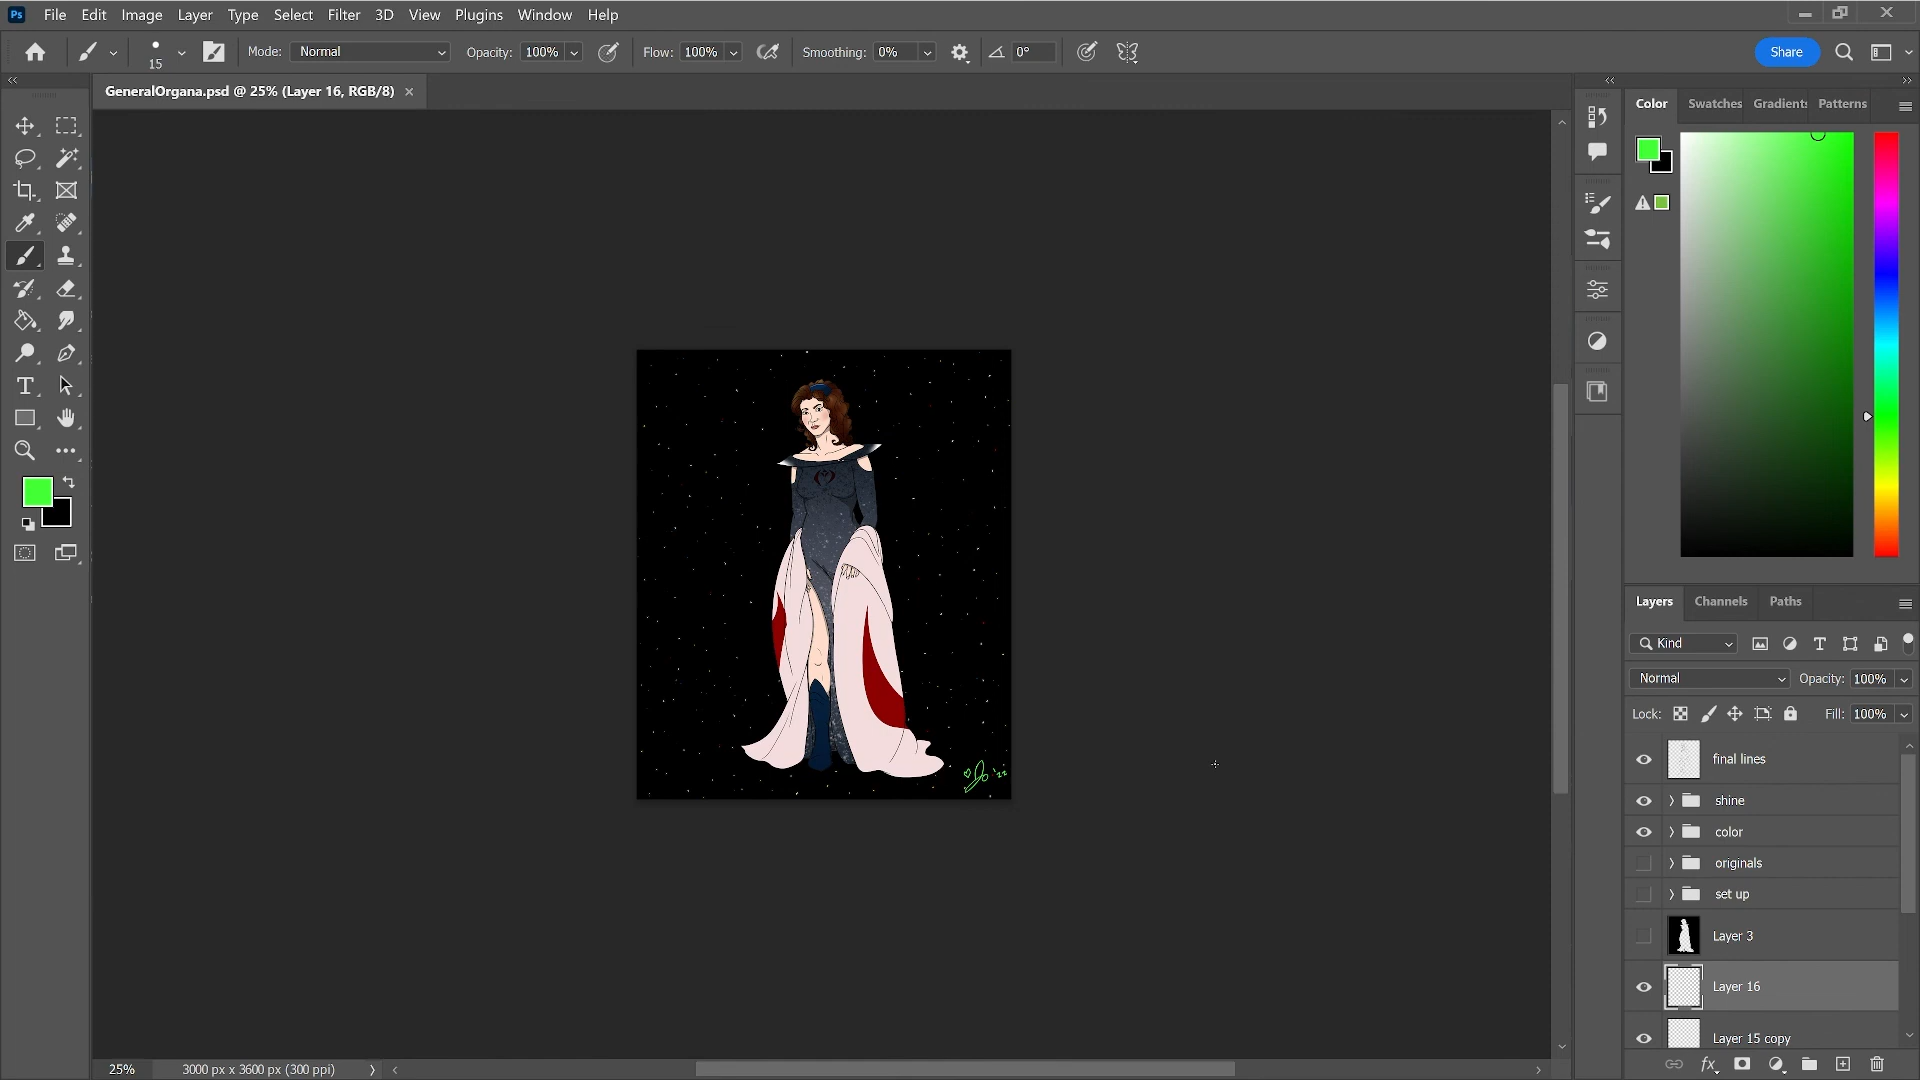 Ps File Edit Image Layer Type Select Filter 3D View Plugins Window Help
15 Mode: Normal Opacity: 100% Flow: 100% Smoothing: 0% 0° Share
GeneralOrgana.psd @ 25% (Layer 16, RGB/8)
Color Swatches Gradients Patterns
Layers Channels Paths
Kind
Normal Opacity: 100%
Lock: Fill: 100%
final lines
shine
color
originals
set up
Layer 3
Layer 16
Layer 15 copy
fx
'22
25% 3000 px x 3600 px (300 ppi)